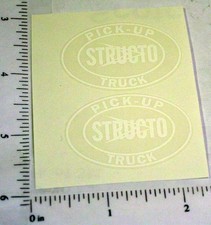 PICK-UP
STRUCTO
TRUCK
PICK-UP
STRUCTO
TRUCK
3
4
5
6
0 in
1
2